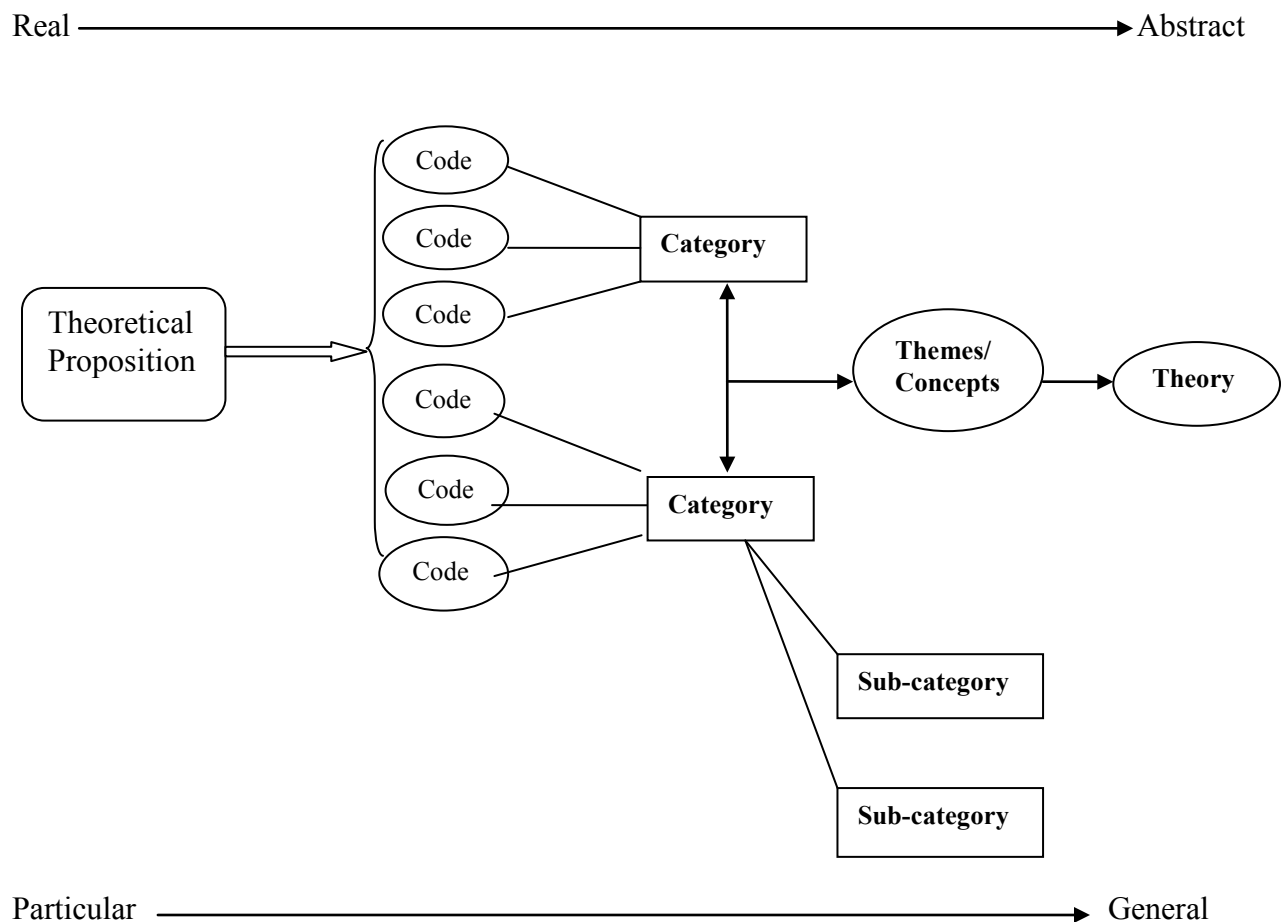 Real
Abstract
Code
Code
Category
Code
Theoretical
Proposition
Themes/
Concepts
Theory
Code
Code
Category
Code
Sub-category
Sub-category
Particular
General